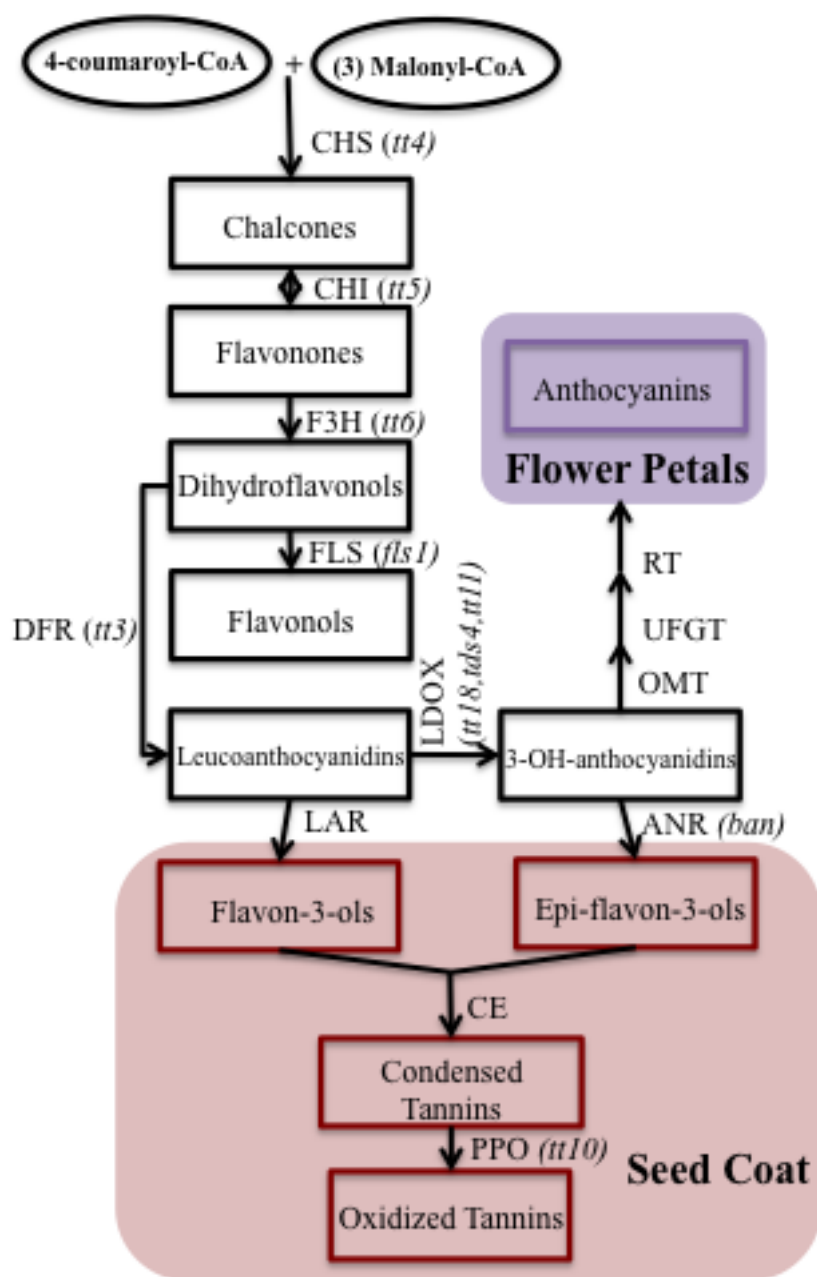 4-coumaroyl-CoA + (3) Malonyl-CoA
CHS (tt4)
Chalcones
CHI (tt5)
Flavonones
F3H (tt6)
Dihydroflavonols
FLS (fls1)
Flavonols
DFR (tt3)
Leucoanthocyanidins
LDOX
(tt18,tds4,tt11)
3-OH-anthocyanidins
OMT
UFGT
RT
Anthocyanins
Flower Petals
LAR
ANR (ban)
Flavon-3-ols
Epi-flavon-3-ols
CE
Condensed
Tannins
PPO (tt10)
Oxidized Tannins
Seed Coat